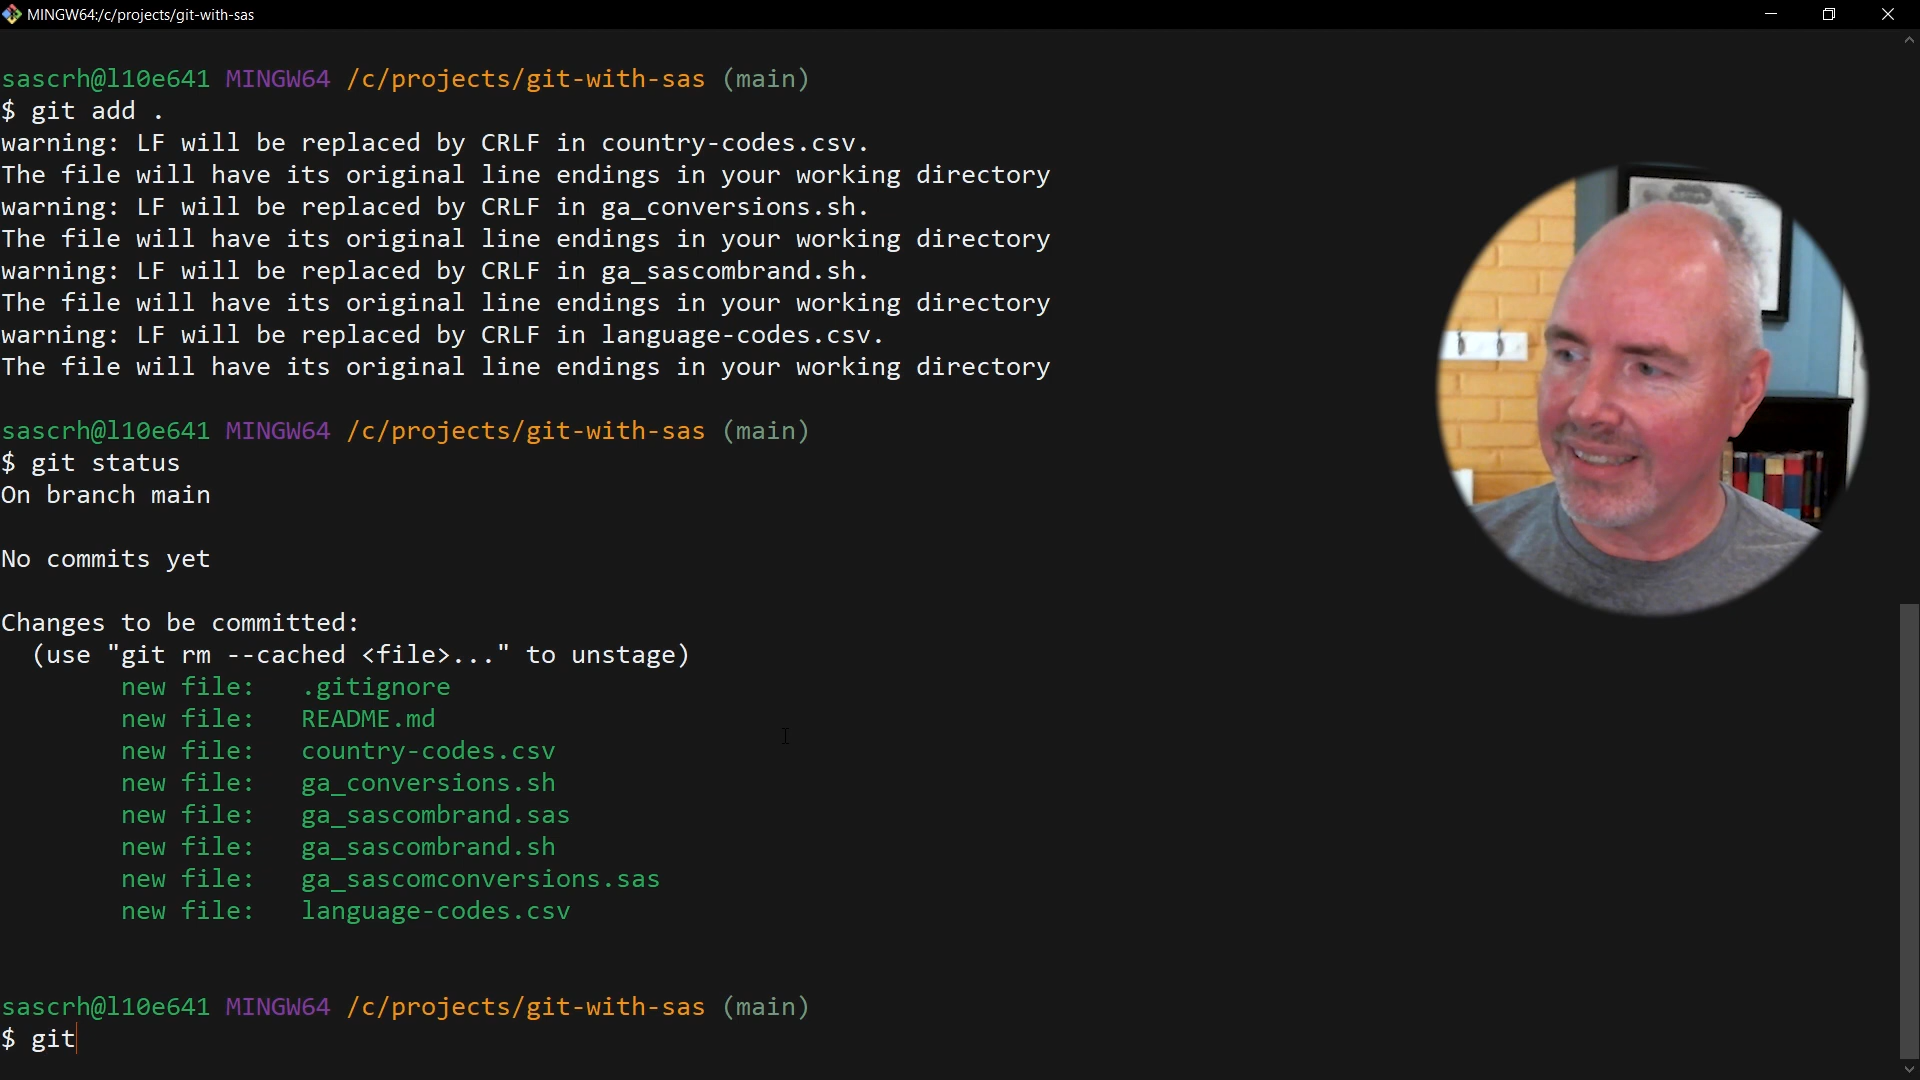 MINGW64:/c/projects/git-with-sas
sascrh@l10e641 MINGW64 /c/projects/git-with-sas (main)
$ git add .
warning: LF will be replaced by CRLF in country-codes.csv.
The file will have its original line endings in your working directory
warning: LF will be replaced by CRLF in ga_conversions.sh.
The file will have its original line endings in your working directory
warning: LF will be replaced by CRLF in ga_sascombrand.sh.
The file will have its original line endings in your working directory
warning: LF will be replaced by CRLF in language-codes.csv.
The file will have its original line endings in your working directory
sascrh@l10e641 MINGW64 /c/projects/git-with-sas (main)
$ git status
On branch main
No commits yet
Changes to be committed:
(use "git rm --cached <file>..." to unstage)
new file: .gitignore
new file: README.md
new file: country-codes.csv
new file: ga_conversions.sh
new file: ga_sascombrand.sas
new file: ga_sascombrand.sh
new file: ga_sascomconversions.sas
new file: language-codes.csv
sascrh@l10e641 MINGW64 /c/projects/git-with-sas (main)
$ git